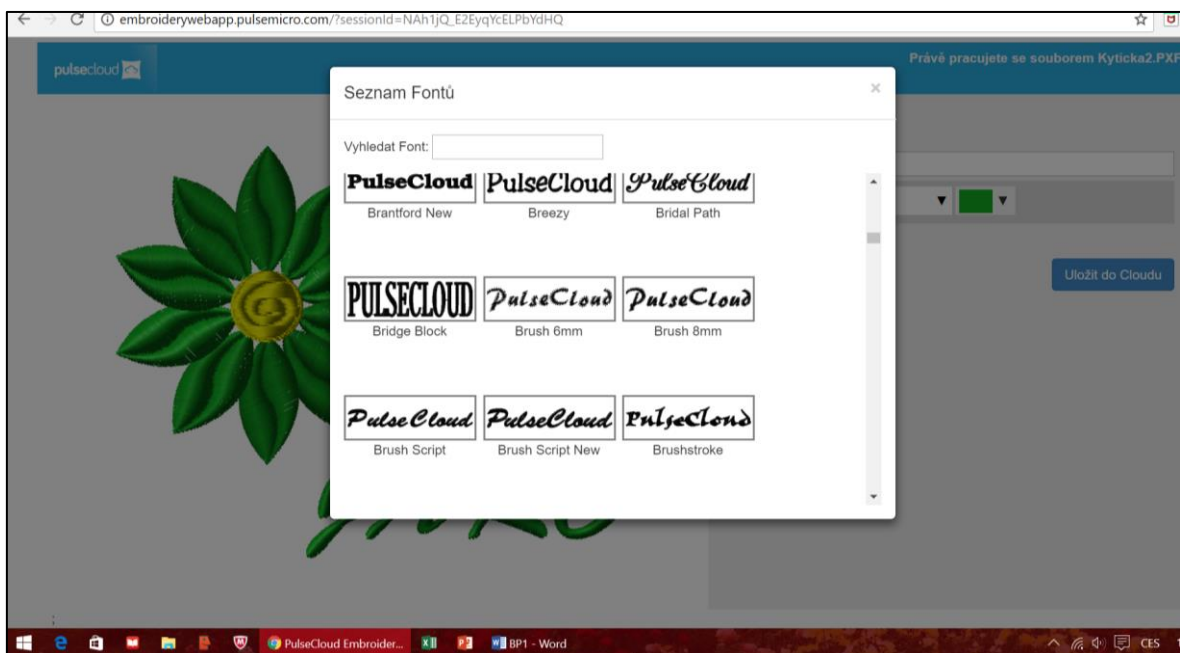 embroiderywebapp.pulsemicro.com/?sessionId=NAh1jQ_E2EyqYcELPbYdHQ
pulsecloud
Právě pracujete se souborem Kyticka2.PXF
Seznam Fontů
×
Vyhledat Font:
PulseCloud PulseCloud PulseCloud
Brantford New Breezy Bridal Path
PULSECLOUD PulseCloud PulseCloud
Bridge Block Brush 6mm Brush 8mm
PulseCloud PulseCloud PulseCloud
Brush Script Brush Script New Brushstroke
Uložit do Cloudu
PulseCloud Embroider... BP1 - Word CES